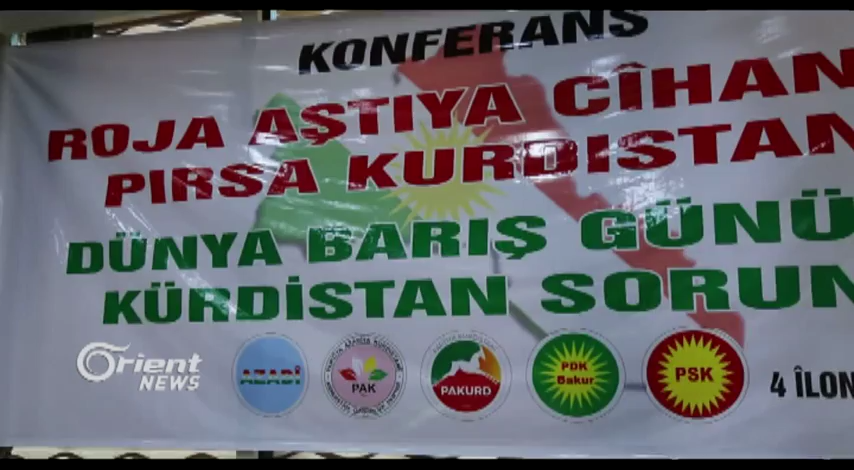 KONFERANS
ROJA AŞTIYA CÎHAN
PIRSA KURDISTAN
DÜNYA BARIŞ GÜNÜ
KÜRDİSTAN SORUN
Orient
NEWS
AZADÎ
PAK
PAKURD
PDK
Bakur
PSK
4 ÎLON